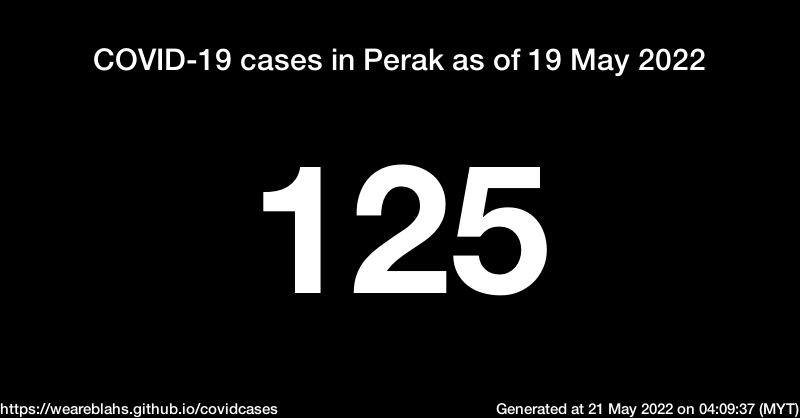 COVID-19 cases in Perak as of 19 May 2022
125
https://weareblahs.github.io/covidcases
Generated at 21 May 2022 on 04:09:37 (MYT)